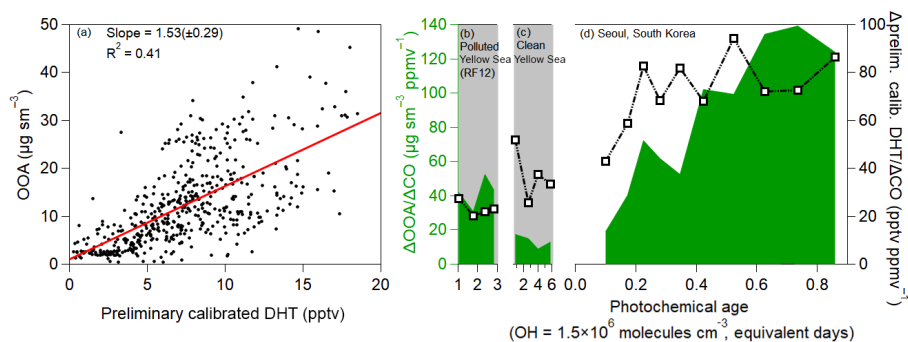 (a)
Slope = 1.53(±0.29)
R² = 0.41
OOA (µg sm⁻³)
50
40
30
20
10
0
0 5 10 15 20
Preliminary calibrated DHT (pptv)
ΔOOA/ΔCO (µg sm⁻³ ppmv⁻¹)
140
120
100
80
60
40
20
0
(b)
Polluted
Yellow Sea
(RF12)
1 2 3
(c)
Clean
Yellow Sea
2 4 6
(d) Seoul, South Korea
0.0 0.2 0.4 0.6 0.8
Photochemical age
(OH = 1.5×10⁶ molecules cm⁻³, equivalent days)
100
80
60
40
20
0
Δprelim. calib.
DHT/ΔCO (pptv ppmv⁻¹)